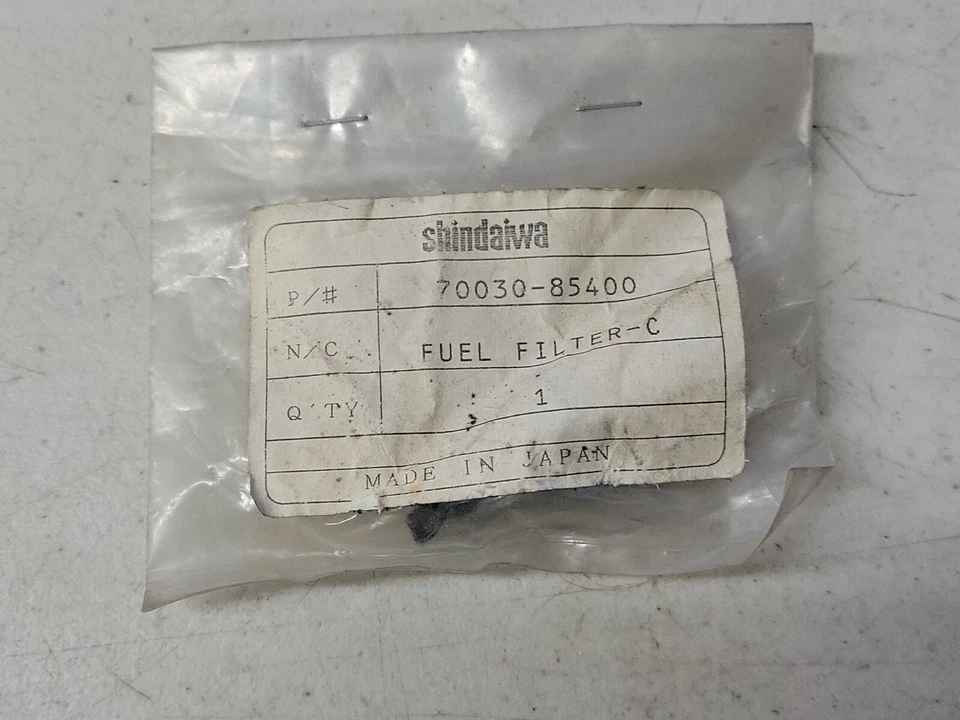 shindaiwa
P/# 70030-85400
N/C FUEL FILTER-C
Q'TY 1
MADE IN JAPAN